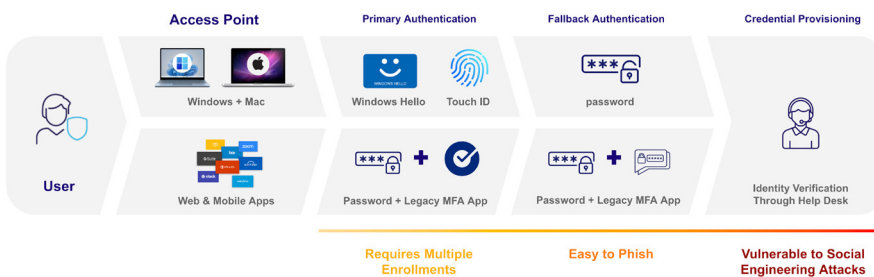 Access Point
Primary Authentication
Fallback Authentication
Credential Provisioning
User
Windows + Mac
WINDOWS HELLO
Windows Hello
Touch ID
***
password
Web & Mobile Apps
***
+
Password + Legacy MFA App
***
+
Password + Legacy MFA App
Identity Verification
Through Help Desk
Requires Multiple
Enrollments
Easy to Phish
Vulnerable to Social
Engineering Attacks